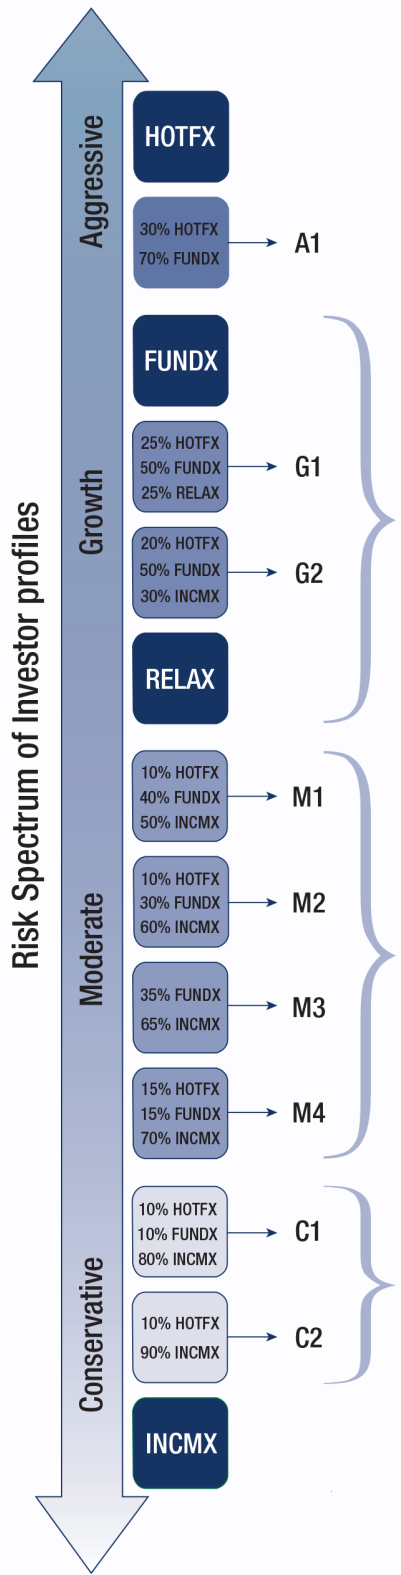 Risk Spectrum of Investor profiles
Aggressive
HOTFX
30% HOTFX
70% FUNDX
A1
FUNDX
Growth
25% HOTFX
50% FUNDX
25% RELAX
G1
20% HOTFX
50% FUNDX
30% INCMX
G2
RELAX
Moderate
10% HOTFX
40% FUNDX
50% INCMX
M1
10% HOTFX
30% FUNDX
60% INCMX
M2
35% FUNDX
65% INCMX
M3
15% HOTFX
15% FUNDX
70% INCMX
M4
Conservative
10% HOTFX
10% FUNDX
80% INCMX
C1
10% HOTFX
90% INCMX
C2
INCMX